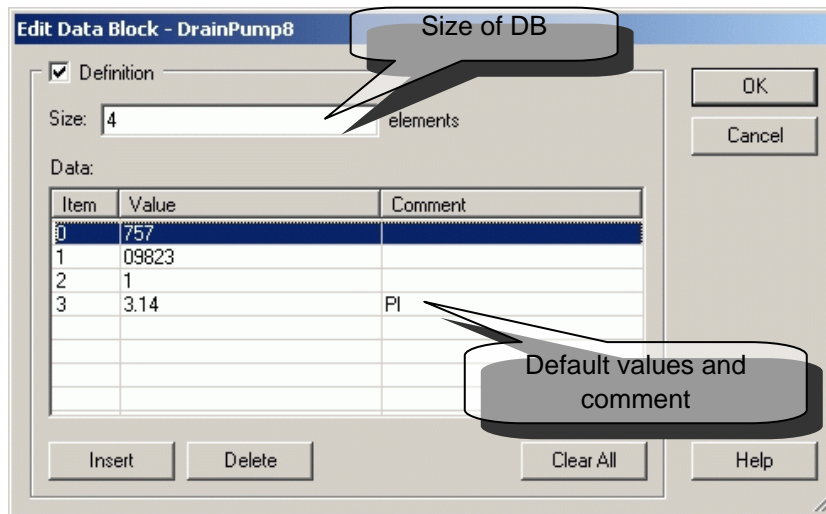 Edit Data Block - DrainPump8
Size of DB
Definition
OK
Size: 4 elements
Cancel
Data:
Item Value Comment
0 757
1 09823
2 1
3 3.14 PI
Default values and
comment
Insert Delete Clear All Help